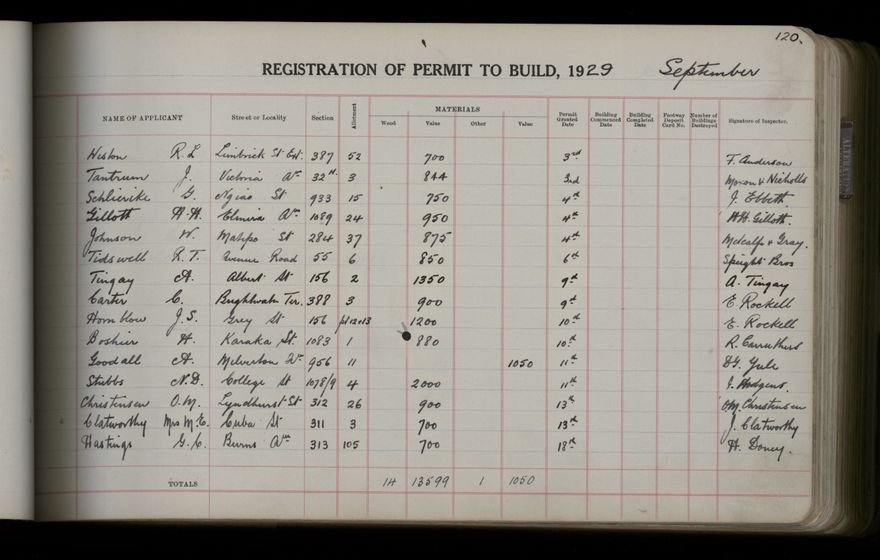 120.
REGISTRATION OF PERMIT TO BUILD, 1929 September
NAME OF APPLICANT Street or Locality Section Allotment MATERIALS Wood Value Other Value Permit Granted Date Building Commenced Date Building Completed Date Footway Deposit Card No. Number of Buildings Destroyed Signature of Inspector.
R. L Limbrick St Ext. 387 52 700 3rd F. Anderson
Tantrum J. Victoria Av. 32 3 844 3rd Moxon & Nicholls
Schlierike G. Ngiao St 933 15 750 4th J. Ebbett
Gillott H.H. Elmira Av. 1089 24 950 4th H.H. Gillott.
Johnson W. Matipo St 284 37 875 4th Metcalfe & Gray.
Tidswell R. T. Avenue Road 55 6 850 6th Speight Bros
Tingay A. Albert St 156 2 1350 9th A. Tingay
Carter C. Brightwater Ter. 388 3 900 9th E. Rockell
Hornblow J. S. Grey St 156 pt 12 & 13 1200 10th E. Rockell
Boshier H. Karaka St. 1083 1 880 10th R. Carruthers
Goodall A. Milverton Av 956 11 1050 11th D.G. Yule
Stubbs N.D. College St 1078/9 4 2000 11th J. Hodgens.
Christensen O.M. Lyndhurst St 312 26 900 13th O.M. Christensen
Clatworthy Mrs M. E. Cuba St 311 3 700 13th J. Clatworthy
Hastings G. C. Burns Av 313 105 700 18th H. Doney.
TOTALS 14 13599 1 1050